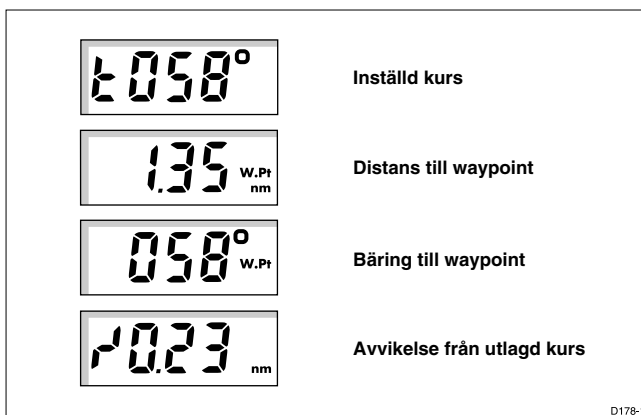 t058° Inställd kurs
1.35 W.Pt nm Distans till waypoint
058° W.Pt Bäring till waypoint
r0.23 nm Avvikelse från utlagd kurs